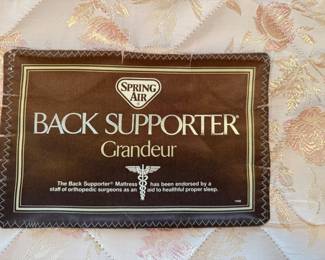 SPRING
AIR
BACK SUPPORTER®
Grandeur
The Back Supporter® Mattress has been endorsed by a
staff of orthopedic surgeons as an aid to healthful proper sleep.